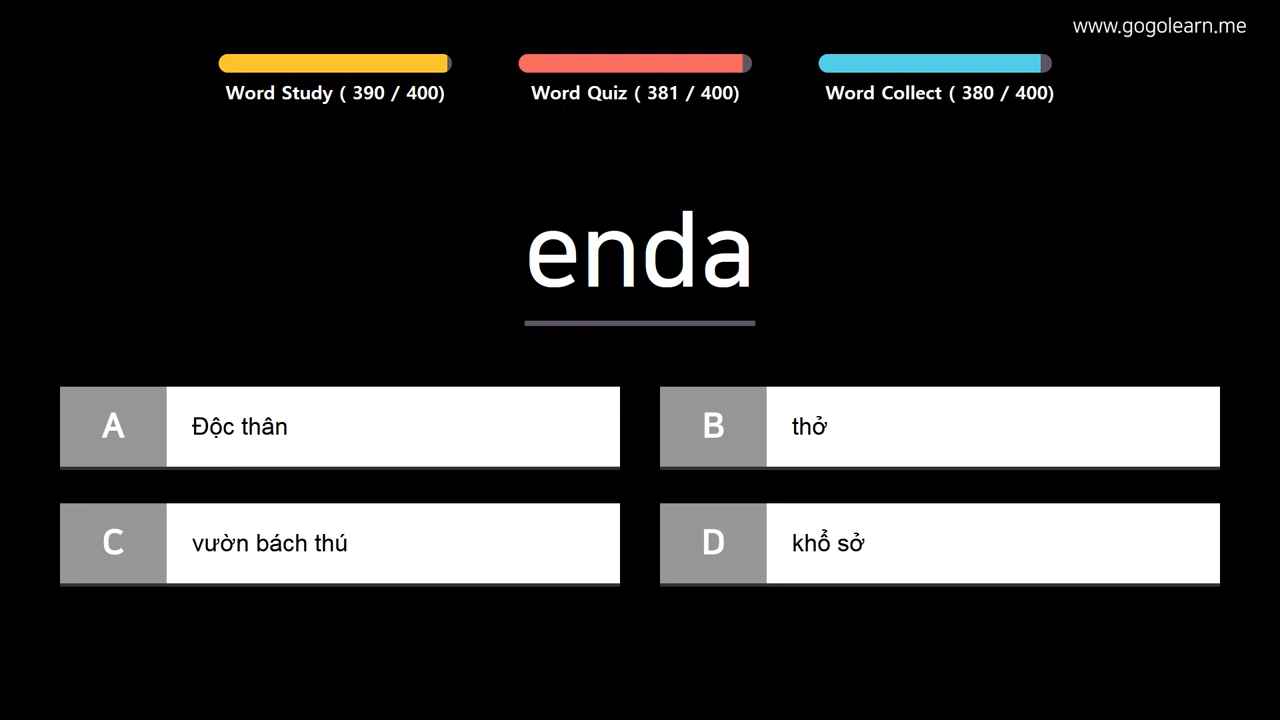 www.gogolearn.me
Word Study ( 390 / 400)
Word Quiz ( 381 / 400)
Word Collect ( 380 / 400)
enda
A Độc thân
B thở
C vườn bách thú
D khổ sở